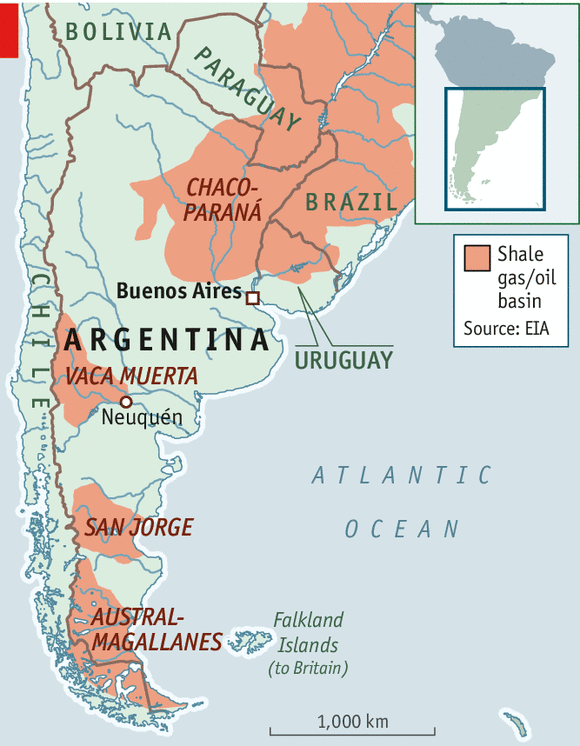 BOLIVIA
PARAGUAY
CHACO-
PARANÁ
BRAZIL
Shale
gas/oil
basin
Source: EIA
CHILE
Buenos Aires
ARGENTINA
URUGUAY
VACA MUERTA
Neuquén
ATLANTIC
OCEAN
SAN JORGE
AUSTRAL-
MAGALLANES
Falkland
Islands
(to Britain)
1,000 km